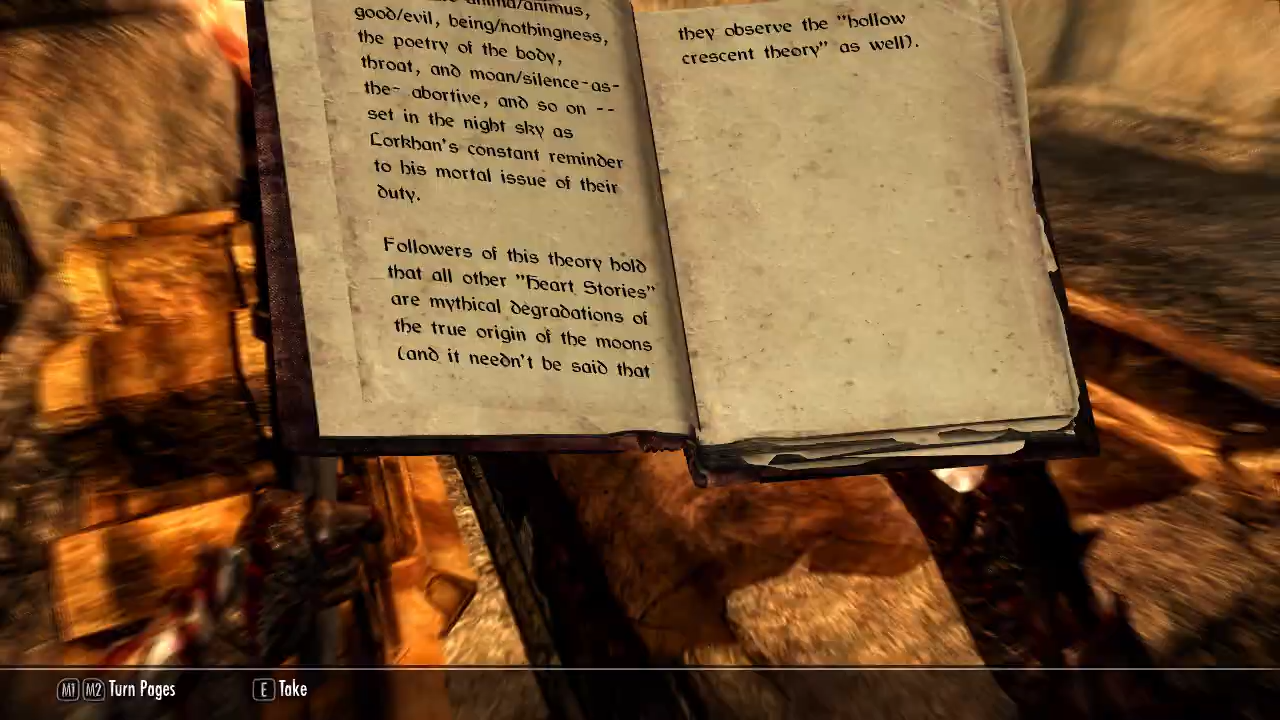 anima/animus,
good/evil, being/nothingness,
the poetry of the body,
throat, and moan/silence-as-
the- abortive, and so on --
set in the night sky as
Lorkhan's constant reminder
to his mortal issue of their
duty.
Followers of this theory hold
that all other "Heart Stories"
are mythical degradations of
the true origin of the moons
(and it needn't be said that
they observe the "hollow
crescent theory" as well).
M1 M2 Turn Pages
E Take